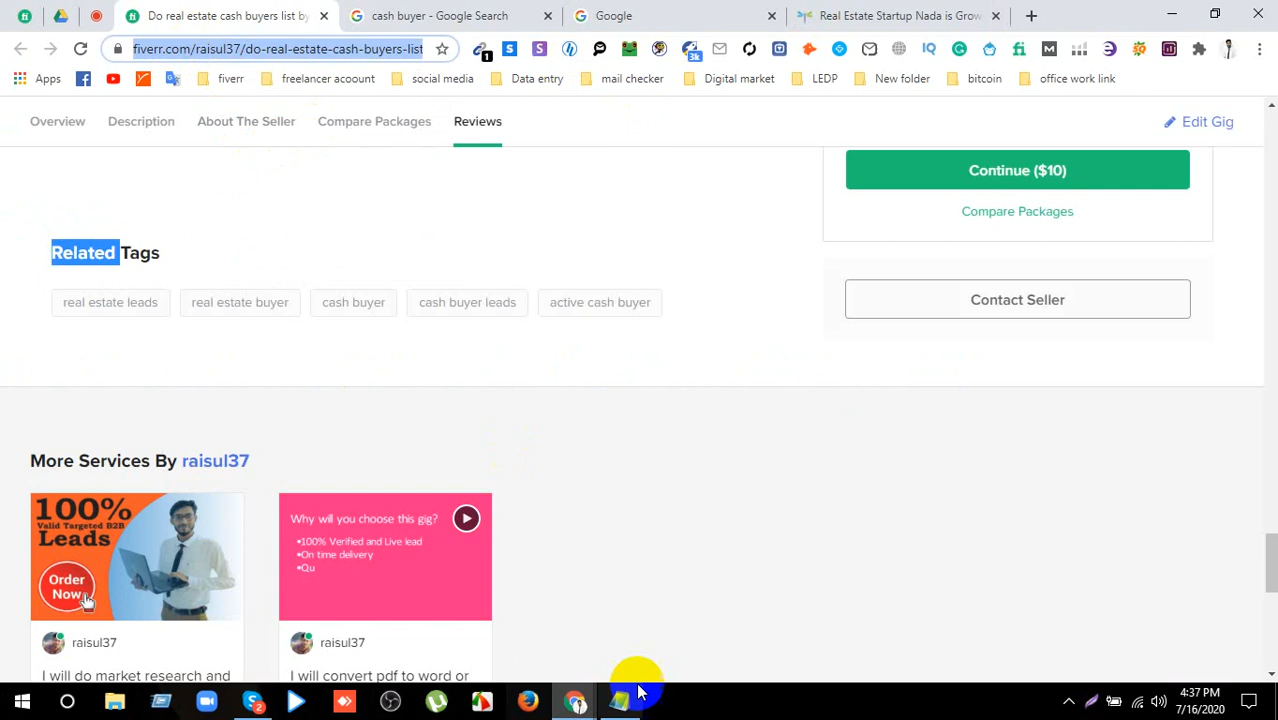 Do real estate cash buyers list by
cash buyer - Google Search
Google
Real Estate Startup Nada is Grow
fiverr.com/raisul37/do-real-estate-cash-buyers-list
1
3k
Apps
fiverr
freelancer acoount
social media
Data entry
mail checker
Digital market
LEDP
New folder
bitcoin
office work link
Overview
Description
About The Seller
Compare Packages
Reviews
Edit Gig
Continue ($10)
Compare Packages
Related Tags
real estate leads
real estate buyer
cash buyer
cash buyer leads
active cash buyer
Contact Seller
More Services By raisul37
100%
Valid Targeted B2B
Leads
Order
Now
Why will you choose this gig?
•100% Verified and Live lead
•On time delivery
•Qu
raisul37
raisul37
I will do market research and
I will convert pdf to word or
4:37 PM
7/16/2020